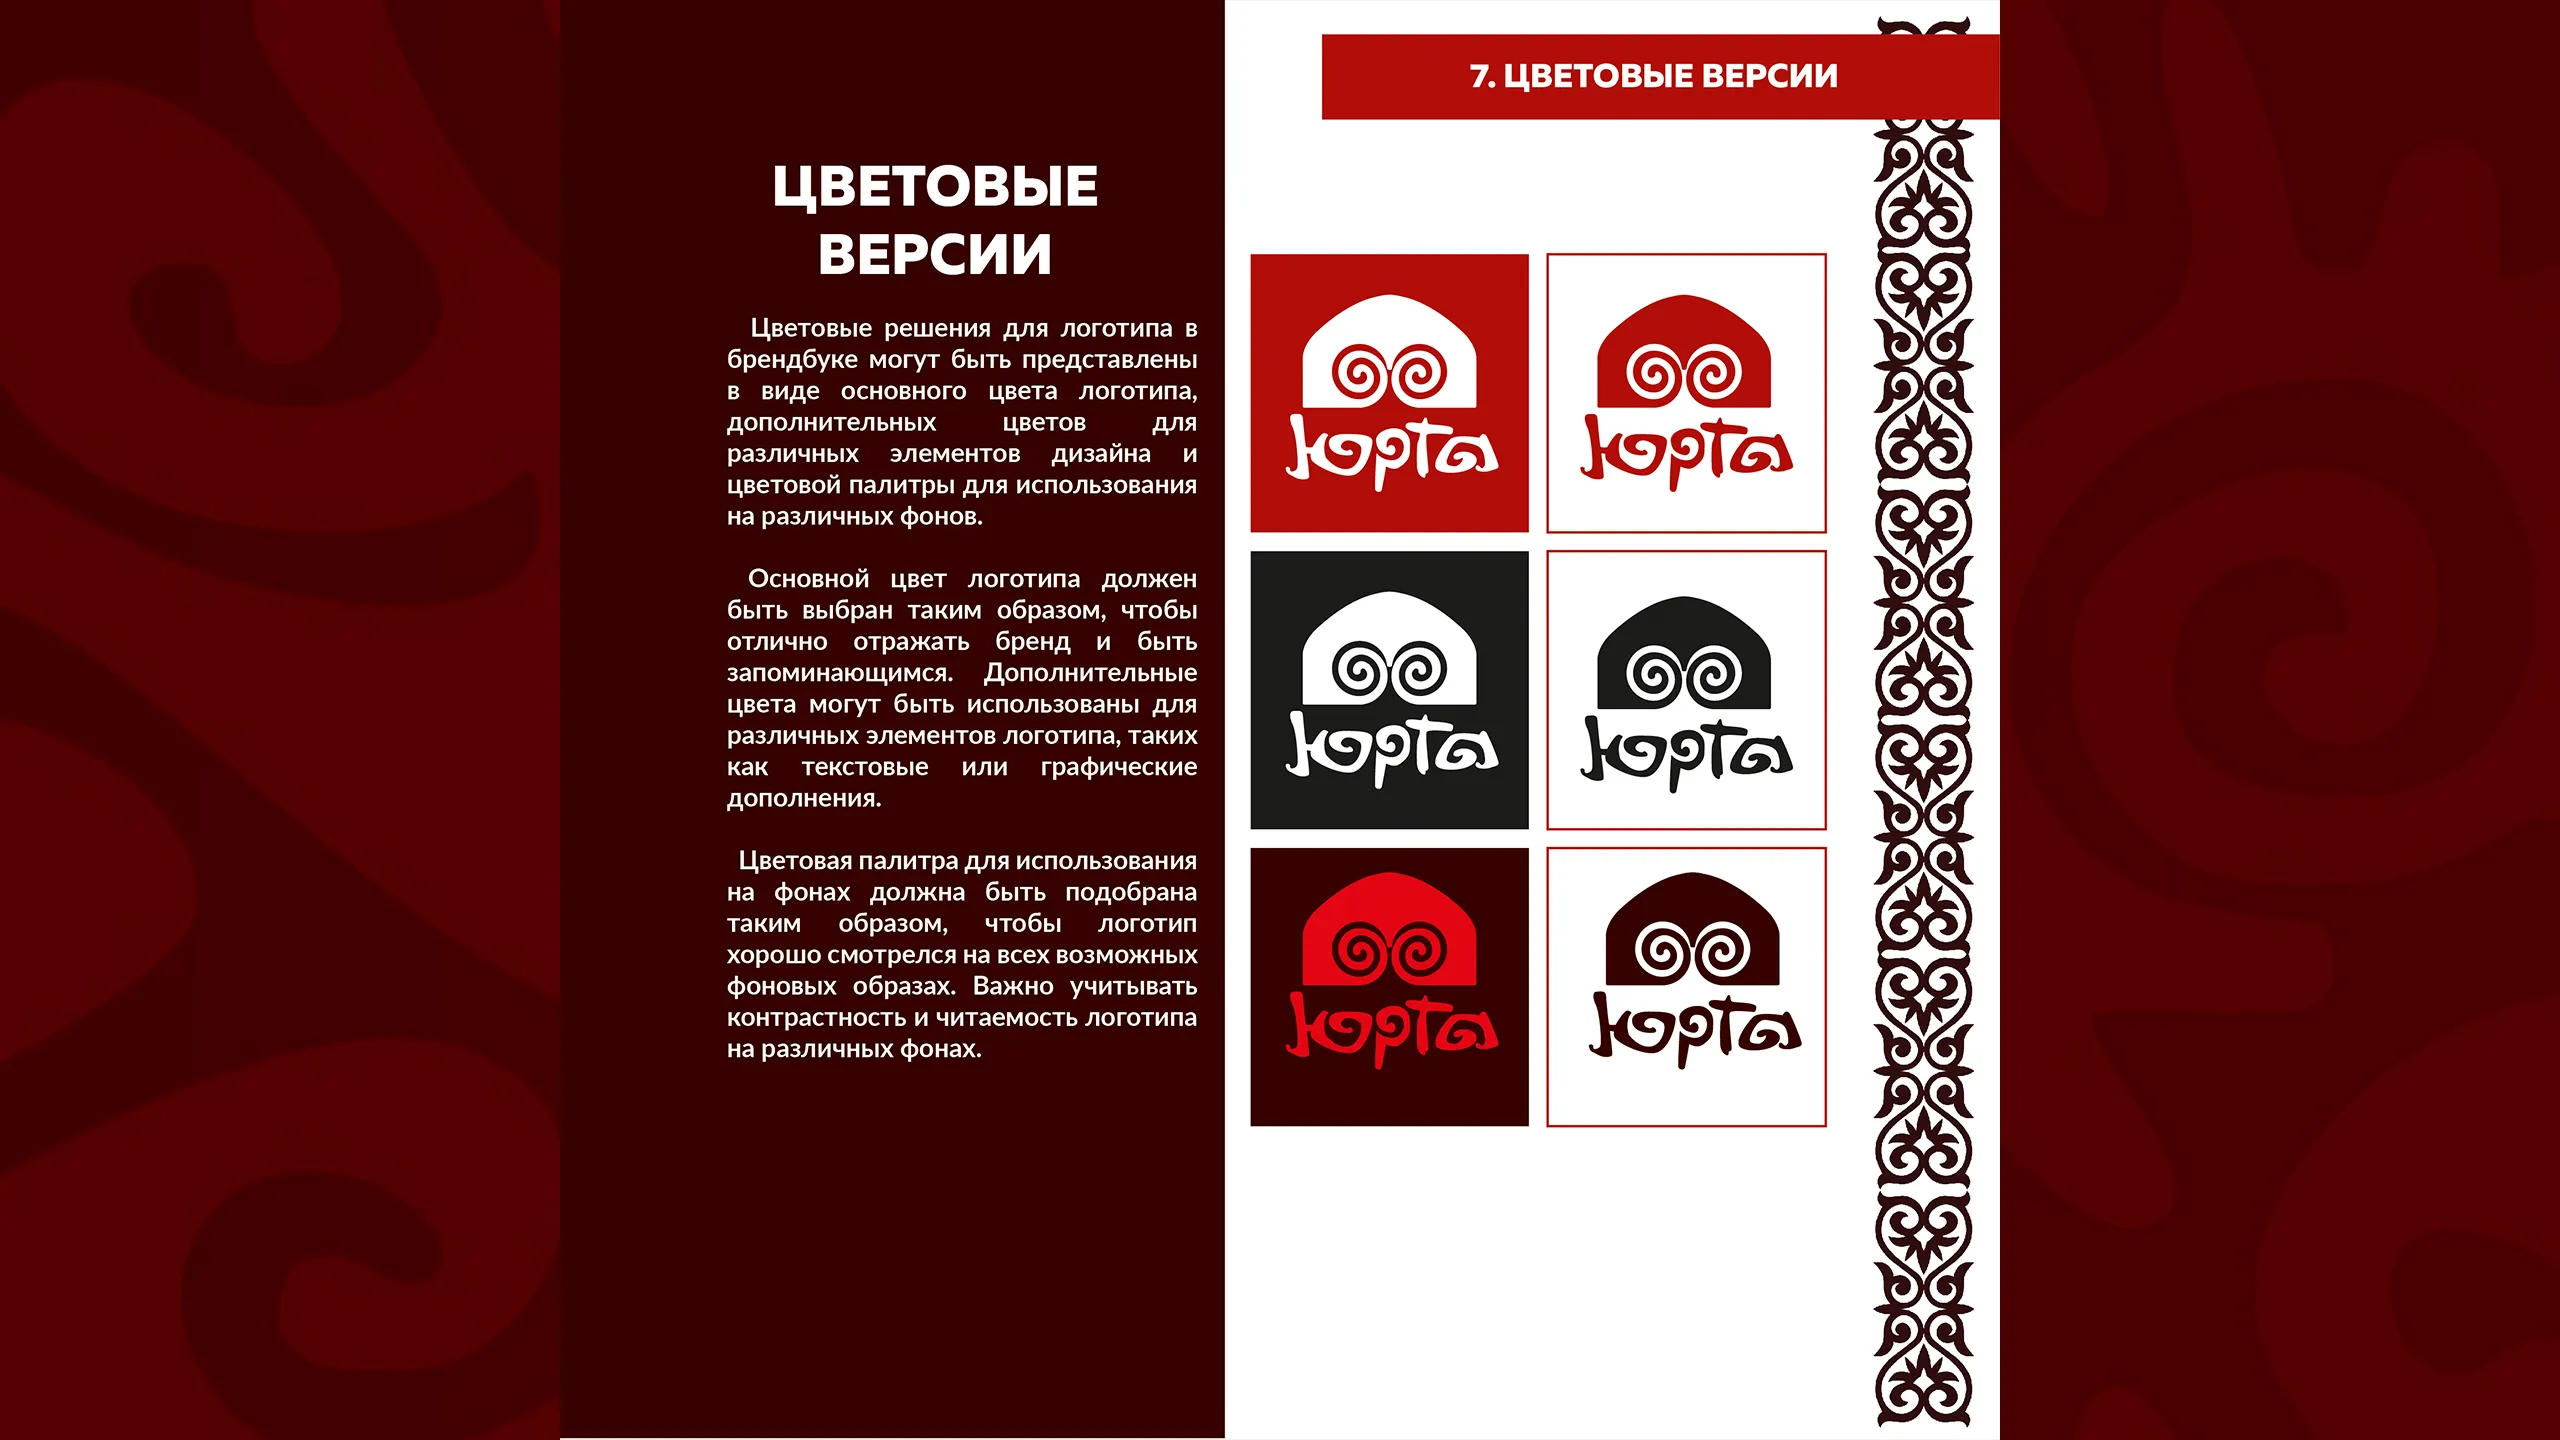 ЦВЕТОВЫЕ
ВЕРСИИ
Цветовые решения для логотипа в
брендбуке могут быть представлены
в виде основного цвета логотипа,
дополнительных цветов для
различных элементов дизайна и
цветовой палитры для использования
на различных фонов.
Основной цвет логотипа должен
быть выбран таким образом, чтобы
отлично отражать бренд и быть
запоминающимся. Дополнительные
цвета могут быть использованы для
различных элементов логотипа, таких
как текстовые или графические
дополнения.
Цветовая палитра для использования
на фонах должна быть подобрана
таким образом, чтобы логотип
хорошо смотрелся на всех возможных
фоновых образах. Важно учитывать
контрастность и читаемость логотипа
на различных фонах.
7. ЦВЕТОВЫЕ ВЕРСИИ
Юрта
Юрта
Юрта
Юрта
Юрта
Юрта